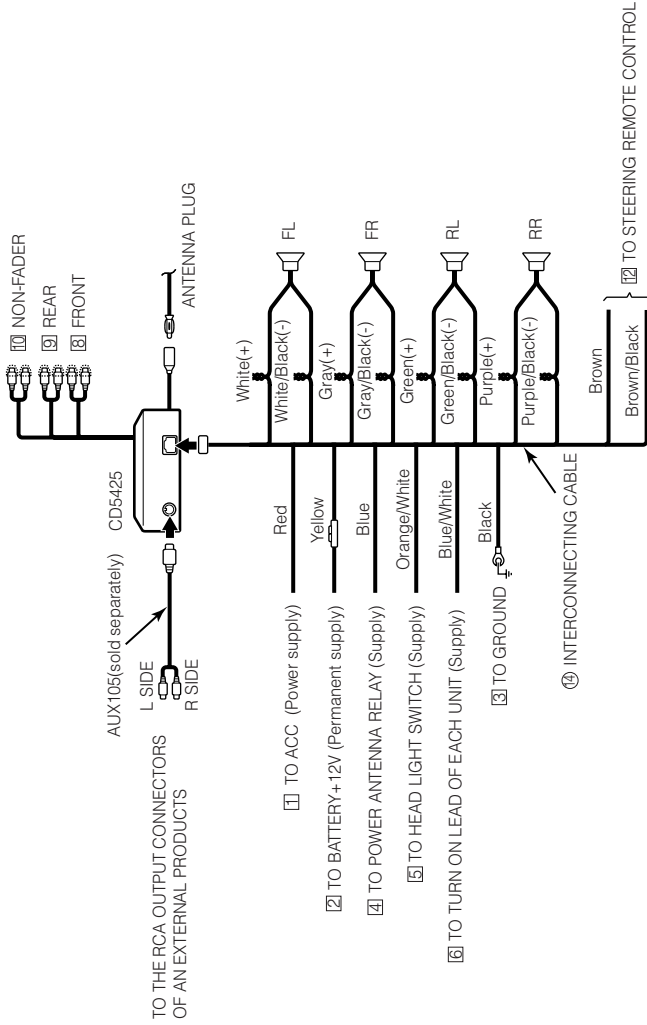 10 NON-FADER
9 REAR
8 FRONT
ANTENNA PLUG
CD5425
AUX105(sold separately)
L SIDE
R SIDE
TO THE RCA OUTPUT CONNECTORS
OF AN EXTERNAL PRODUCTS
White(+)
White/Black(-)
FL
Gray(+)
Gray/Black(-)
FR
Green(+)
Green/Black(-)
RL
Purple(+)
Purple/Black(-)
RR
Brown
Brown/Black
12 TO STEERING REMOTE CONTROL
Red
1 TO ACC (Power supply)
Yellow
2 TO BATTERY+12V (Permanent supply)
Blue
4 TO POWER ANTENNA RELAY (Supply)
Orange/White
5 TO HEAD LIGHT SWITCH (Supply)
Blue/White
6 TO TURN ON LEAD OF EACH UNIT (Supply)
Black
3 TO GROUND
⑭ INTERCONNECTING CABLE